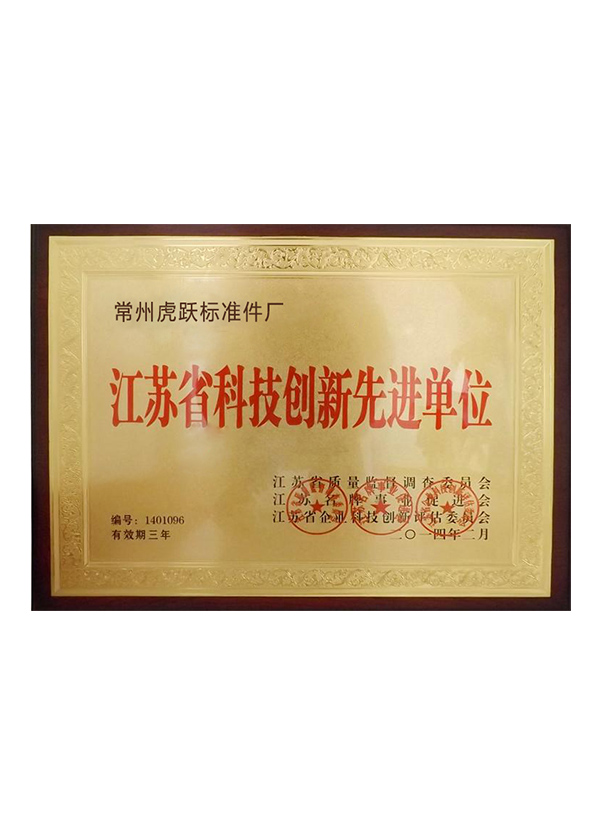 常州虎跃标准件厂
江苏省科技创新先进单位
江苏省质量监督调查委员会
江苏名牌事业促进会
江苏省企业科技创新评估委员会
编号：1401096
有效期三年
二〇一四年二月